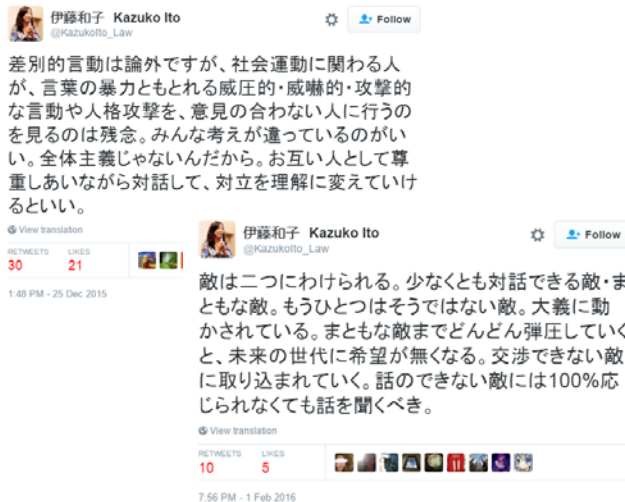 伊藤和子 Kazuko Ito
@KazukoIto_Law
Follow
差別的言動は論外ですが、社会運動に関わる人
が、言葉の暴力ともとれる威圧的・威嚇的・攻撃的
な言動や人格攻撃を、意見の合わない人に行うの
を見るのは残念。みんな考えが違っているのがい
い。全体主義じゃないんだから。お互い人として尊
重しあいながら対話して、対立を理解に変えていけ
るといい。
View translation
RETWEETS LIKES
30 21
1:48 PM - 25 Dec 2015
伊藤和子 Kazuko Ito
@KazukoIto_Law
Follow
敵は二つにわけられる。少なくとも対話できる敵・ま
ともな敵。もうひとつはそうではない敵。大義に動
かされている。まともな敵までどんどん弾圧していく
と、未来の世代に希望が無くなる。交渉できない敵
に取り込まれていく。話のできない敵には100%応
じられなくても話を聞くべき。
View translation
RETWEETS LIKES
10 5
7:56 PM - 1 Feb 2016